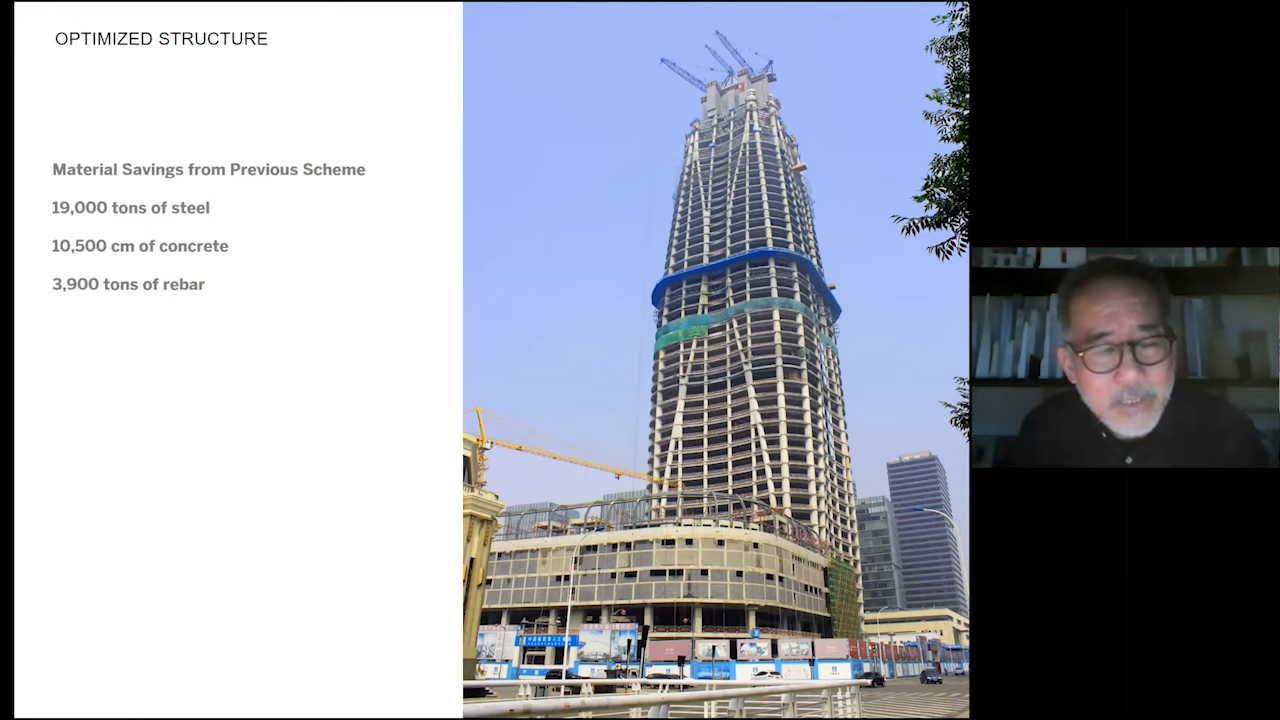 OPTIMIZED STRUCTURE
Material Savings from Previous Scheme
19,000 tons of steel
10,500 cm of concrete
3,900 tons of rebar